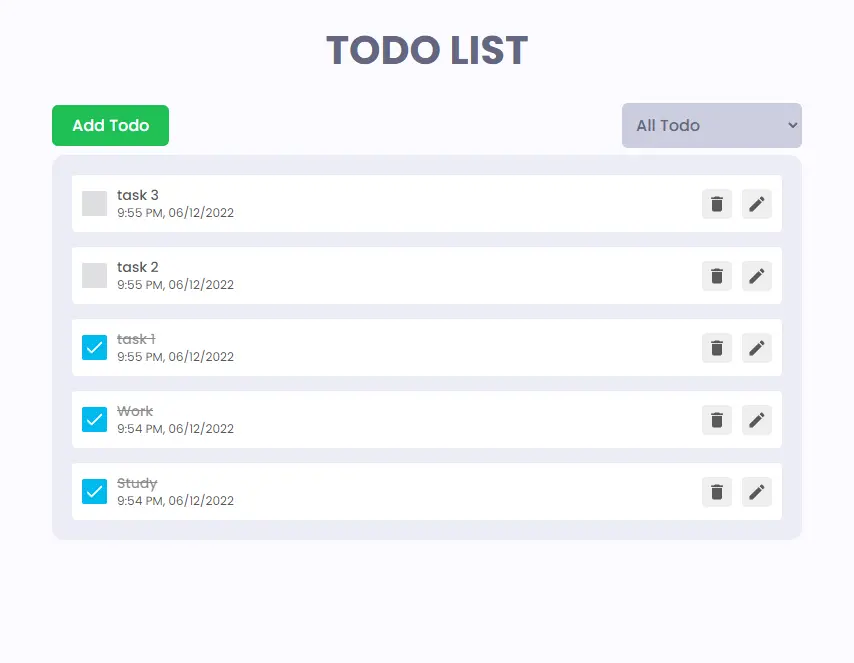 TODO LIST
Add Todo
All Todo
task 3
9:55 PM, 06/12/2022
task 2
9:55 PM, 06/12/2022
task 1
9:55 PM, 06/12/2022
Work
9:54 PM, 06/12/2022
Study
9:54 PM, 06/12/2022